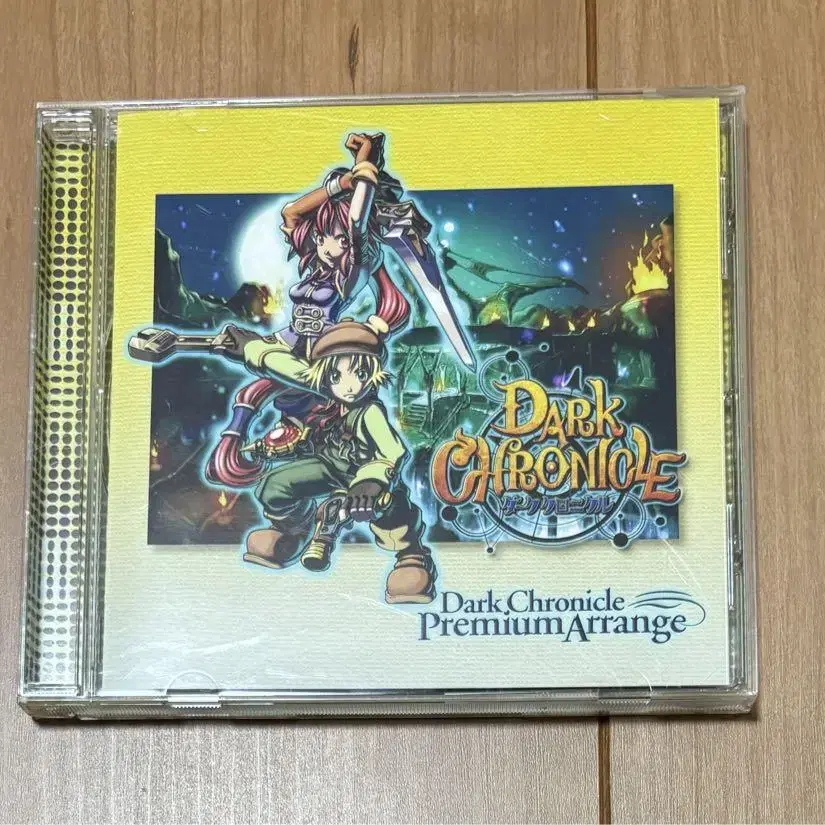 DARK
CHRONICLE
ダーククロニクル
Dark Chronicle
Premium Arrange